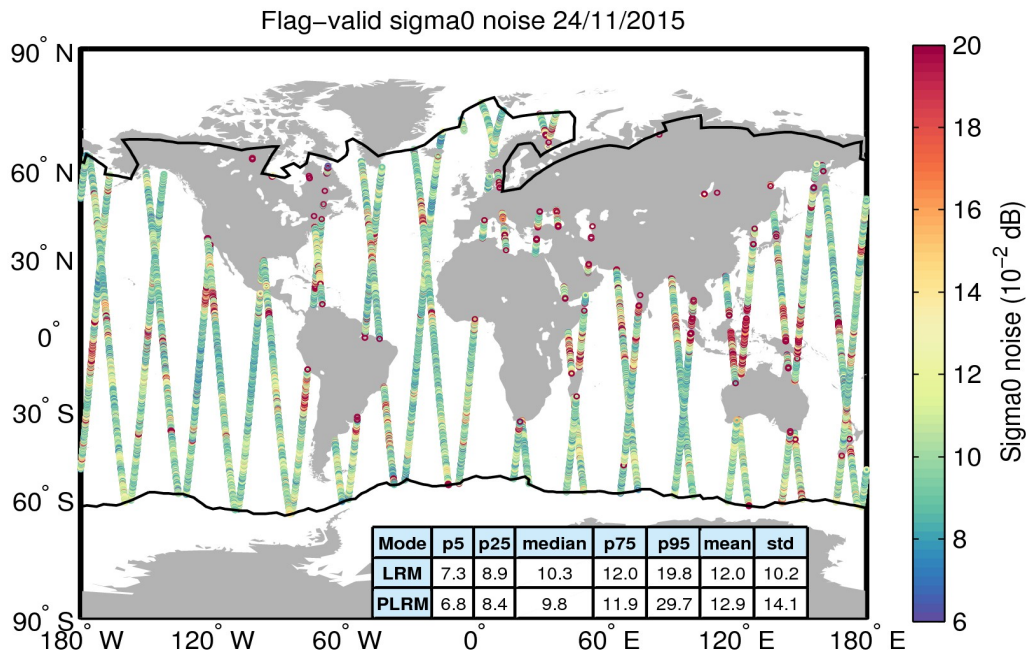 Flag−valid sigma0 noise 24/11/2015
90° N
60° N
30° N
0°
30° S
60° S
90° S
180° W
120° W
60° W
0°
60° E
120° E
180° E
Mode p5 p25 median p75 p95 mean std
LRM 7.3 8.9 10.3 12.0 19.8 12.0 10.2
PLRM 6.8 8.4 9.8 11.9 29.7 12.9 14.1
20
18
16
14
12
10
8
6
Sigma0 noise (10⁻² dB)